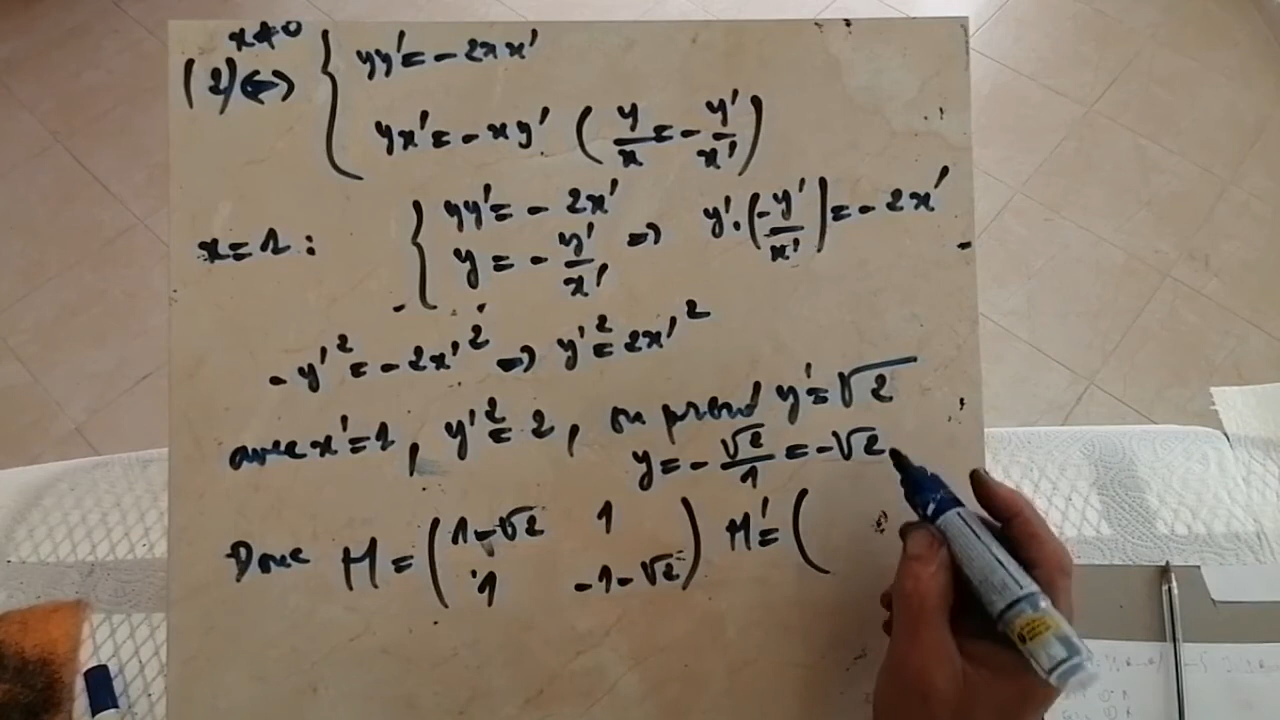 x≠0
(2) ⇔ { yy' = - 2xx'
yx' = - xy' ( y/x = - y'/x' )
x = 1 : { yy' = - 2x' ⇒ y'.(-y'/x') = - 2x'
y = - y'/x'
- y'² = - 2x'² ⇒ y'² = 2x'²
avec x' = 1, y'² = 2, on prend y' = √2
y = - √2/1 = - √2
Donc M = ( 1-√2 1 ) M' = (
1 -1-√2